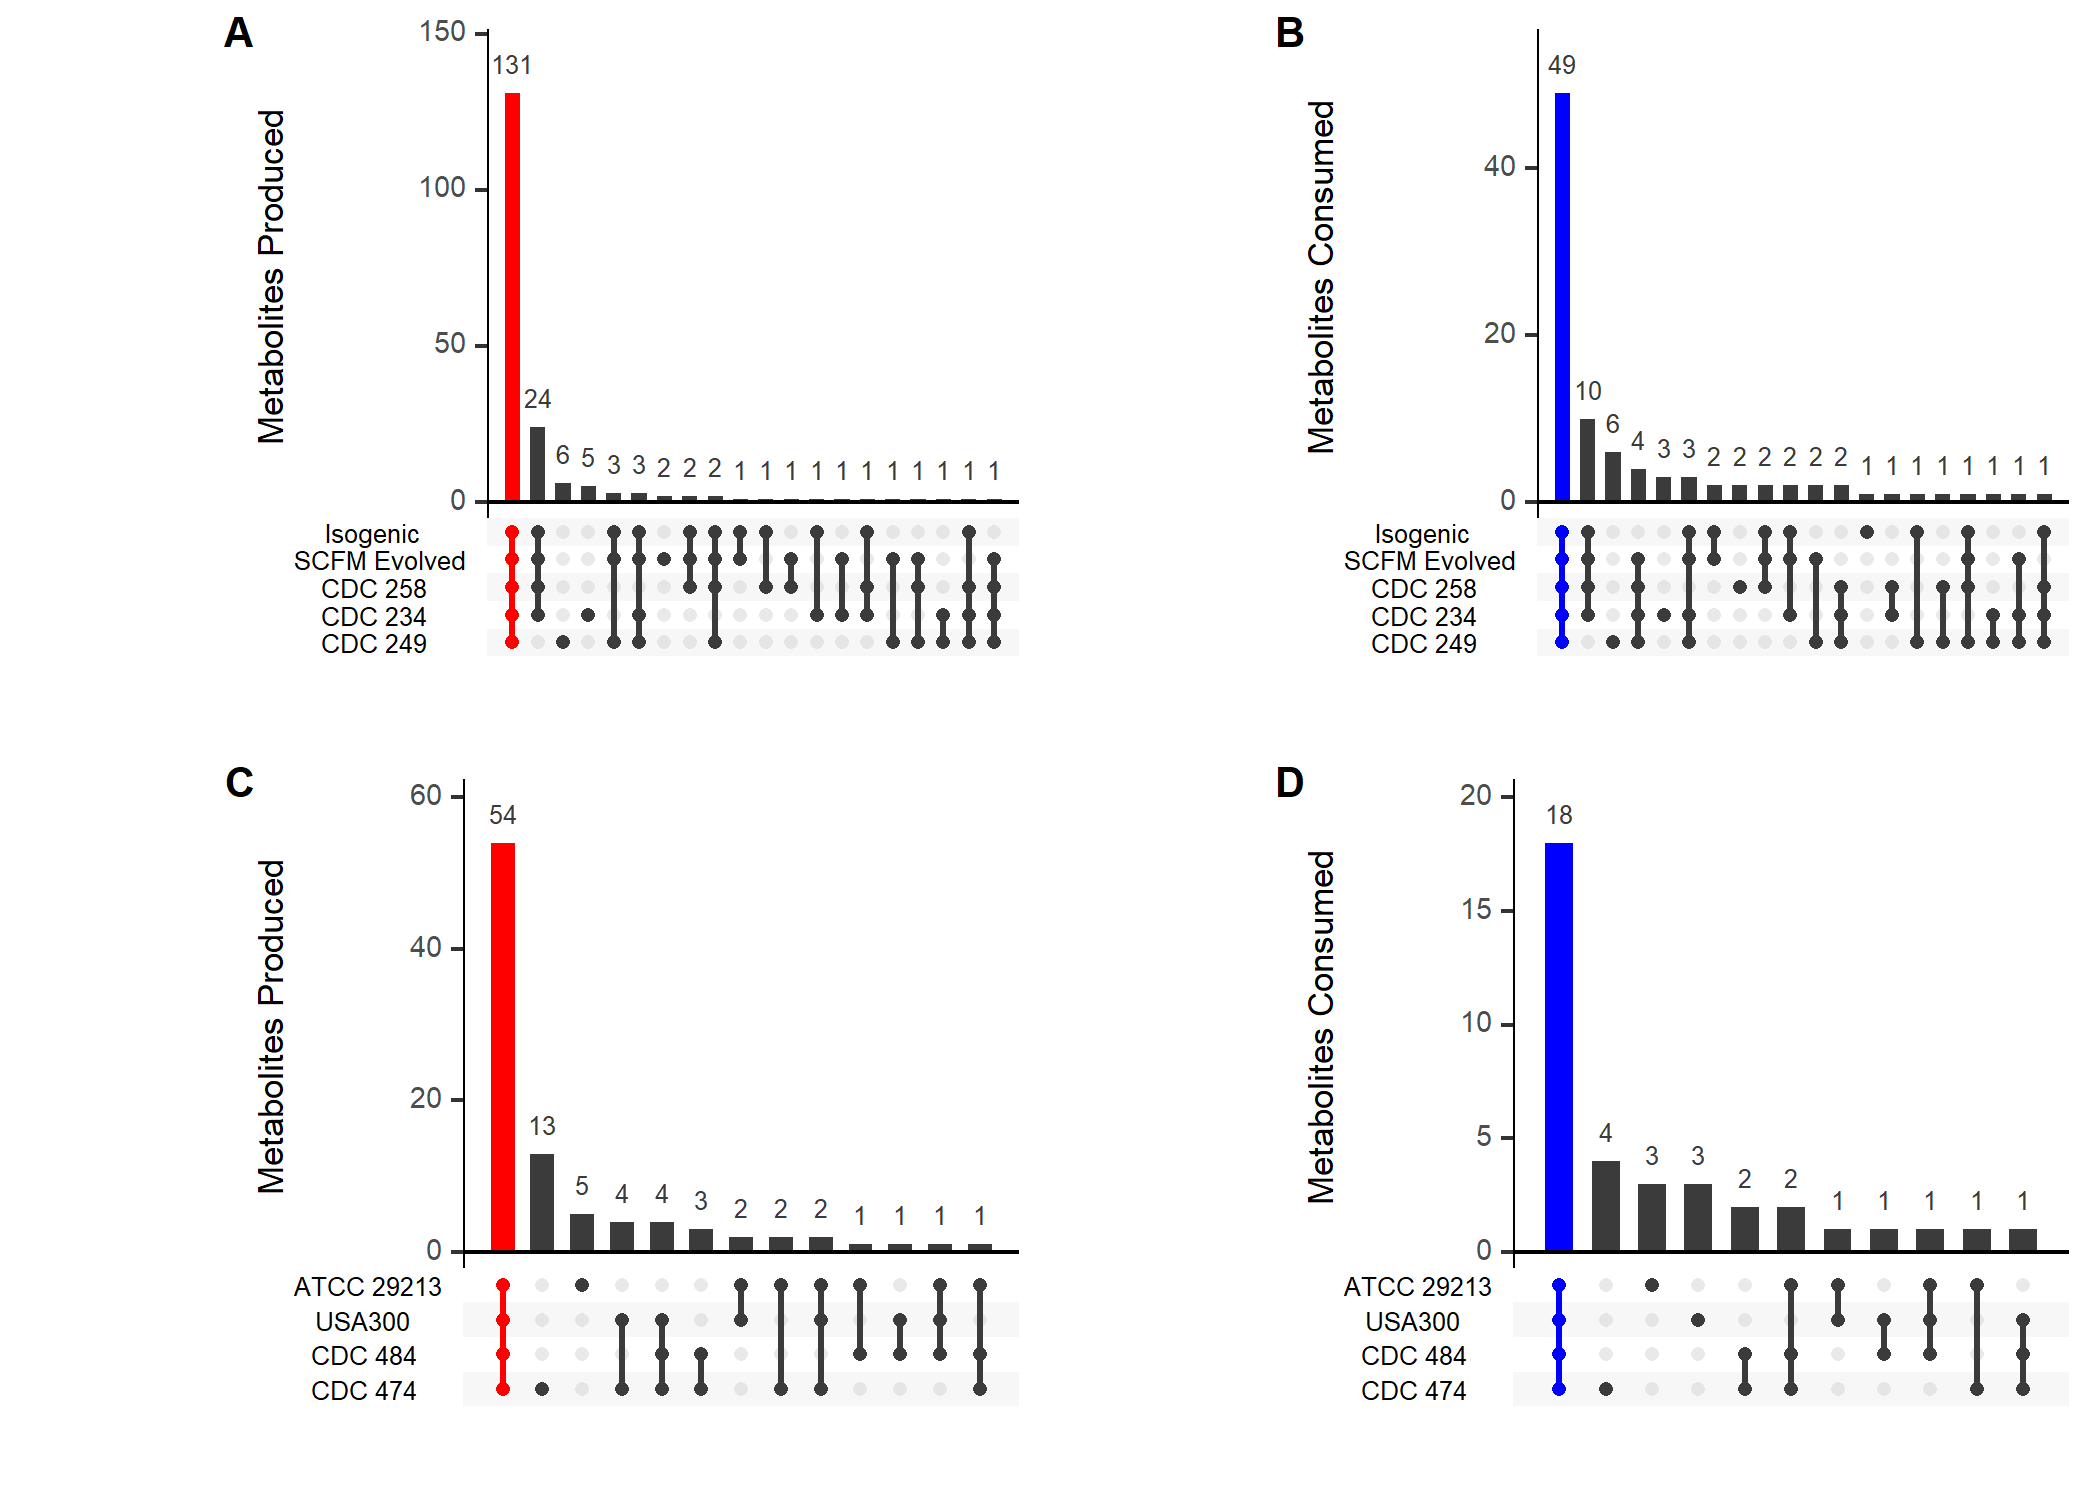 A
Metabolites Produced
150
100
50
0
131
24
6 5 3 3 2 2 2 1 1 1 1 1 1 1 1 1 1 1
Isogenic
SCFM Evolved
CDC 258
CDC 234
CDC 249
B
Metabolites Consumed
40
20
0
49
10
6
4 3 3 2 2 2 2 2 2 1 1 1 1 1 1 1 1
Isogenic
SCFM Evolved
CDC 258
CDC 234
CDC 249
C
Metabolites Produced
60
40
20
0
54
13
5 4 4 3 2 2 2 1 1 1 1
ATCC 29213
USA300
CDC 484
CDC 474
D
Metabolites Consumed
20
15
10
5
0
18
4 3 3 2 2 1 1 1 1 1
ATCC 29213
USA300
CDC 484
CDC 474